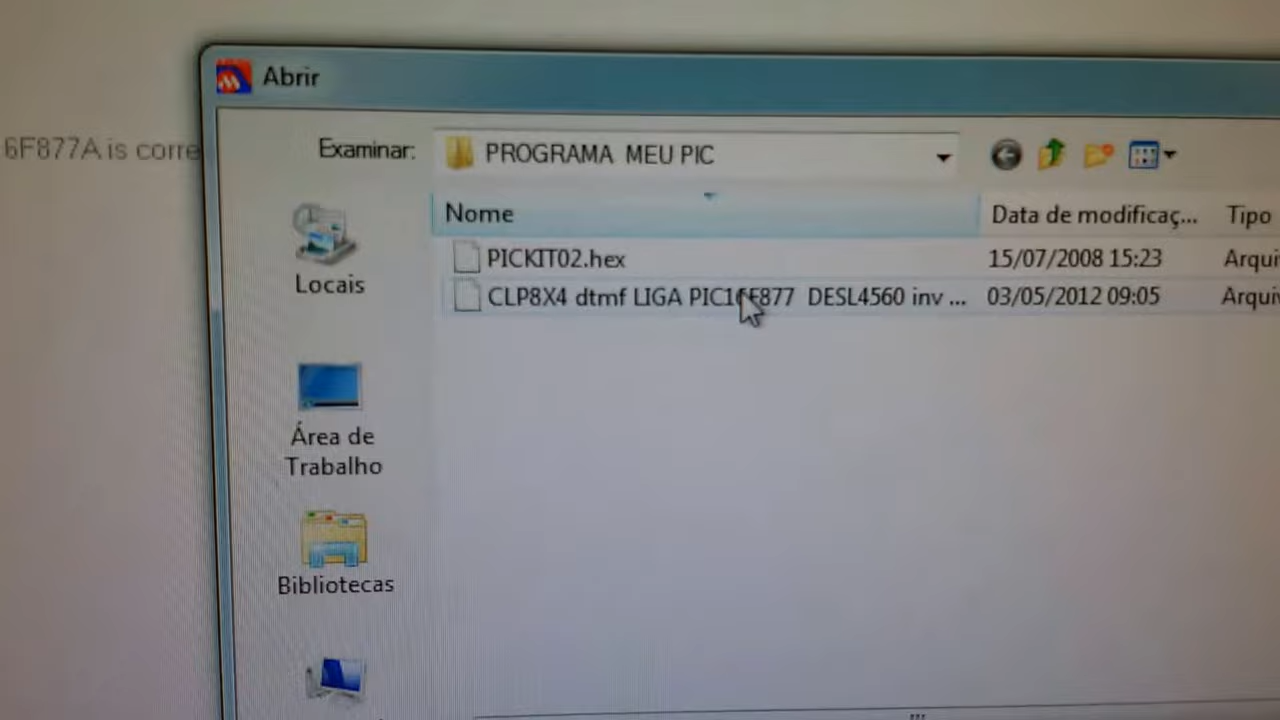 Abrir
6F877A is corre
Examinar:
PROGRAMA MEU PIC
Nome
Data de modificaç...
Tipo
PICKIT02.hex
15/07/2008 15:23
Arqui
CLP8X4 dtmf LIGA PIC16F877 DESL4560 inv ...
03/05/2012 09:05
Arqui
Locais
Área de
Trabalho
Bibliotecas